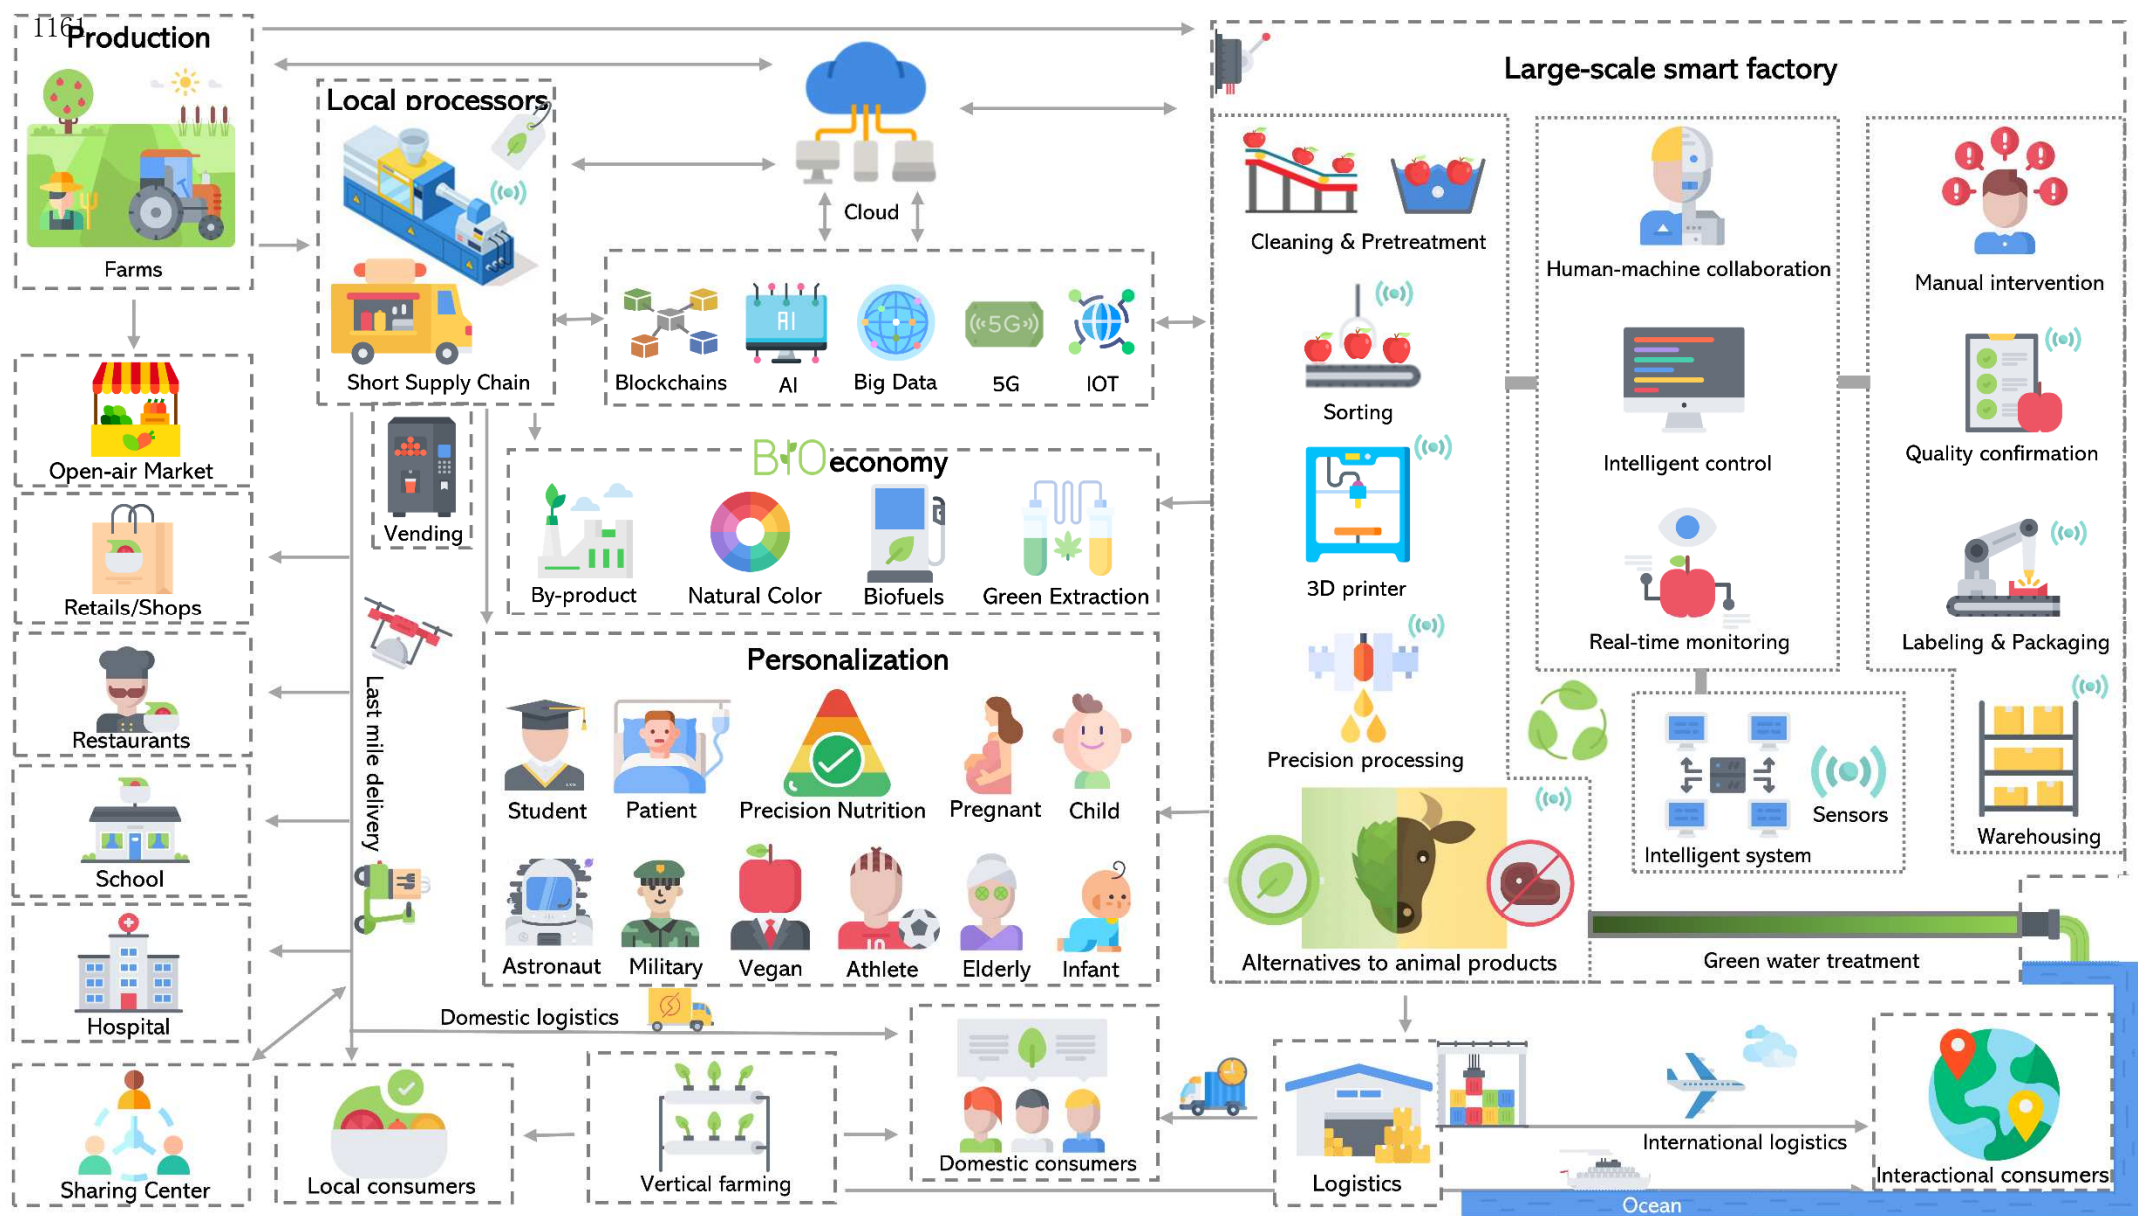 1161
Production
Farms
Local processors
Short Supply Chain
Cloud
Blockchains
AI
AI
Big Data
5G
5G
IOT
Large-scale smart factory
Cleaning & Pretreatment
Sorting
3D printer
Precision processing
Alternatives to animal products
Human-machine collaboration
Intelligent control
Real-time monitoring
Manual intervention
Quality confirmation
Labeling & Packaging
Warehousing
Intelligent system
Sensors
Green water treatment
Open-air Market
Retails/Shops
Restaurants
School
Hospital
Sharing Center
Vending
Last mile delivery
BIOeconomy
By-product
Natural Color
Biofuels
Green Extraction
Personalization
Student
Patient
Precision Nutrition
Pregnant
Child
Astronaut
Military
Vegan
10
Athlete
Elderly
Infant
Domestic logistics
Local consumers
Vertical farming
Domestic consumers
Logistics
International logistics
Interactional consumers
Ocean